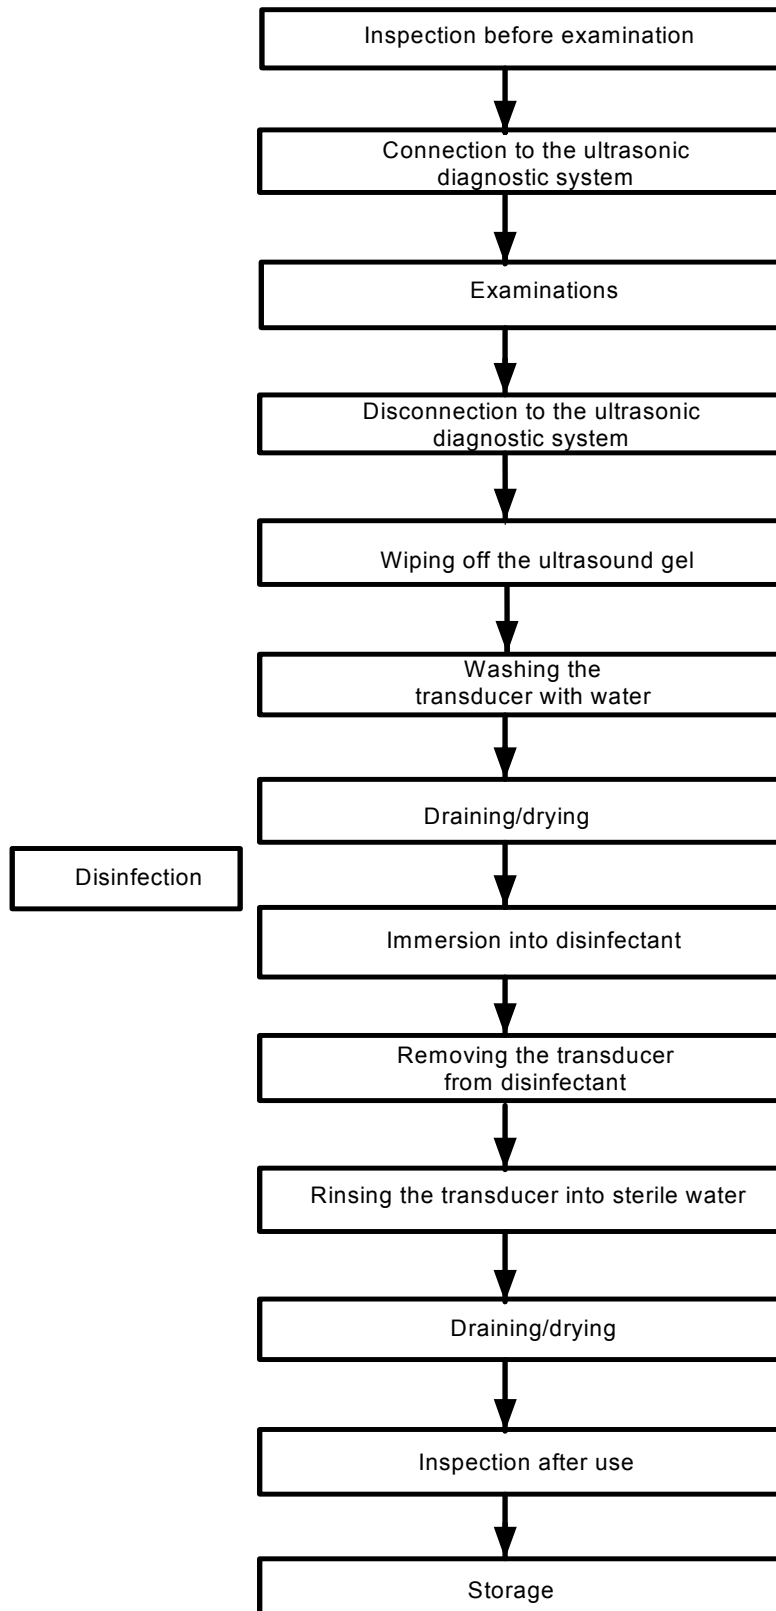 Inspection before examination
Connection to the ultrasonic
diagnostic system
Examinations
Disconnection to the ultrasonic
diagnostic system
Wiping off the ultrasound gel
Washing the
transducer with water
Draining/drying
Disinfection
Immersion into disinfectant
Removing the transducer
from disinfectant
Rinsing the transducer into sterile water
Draining/drying
Inspection after use
Storage